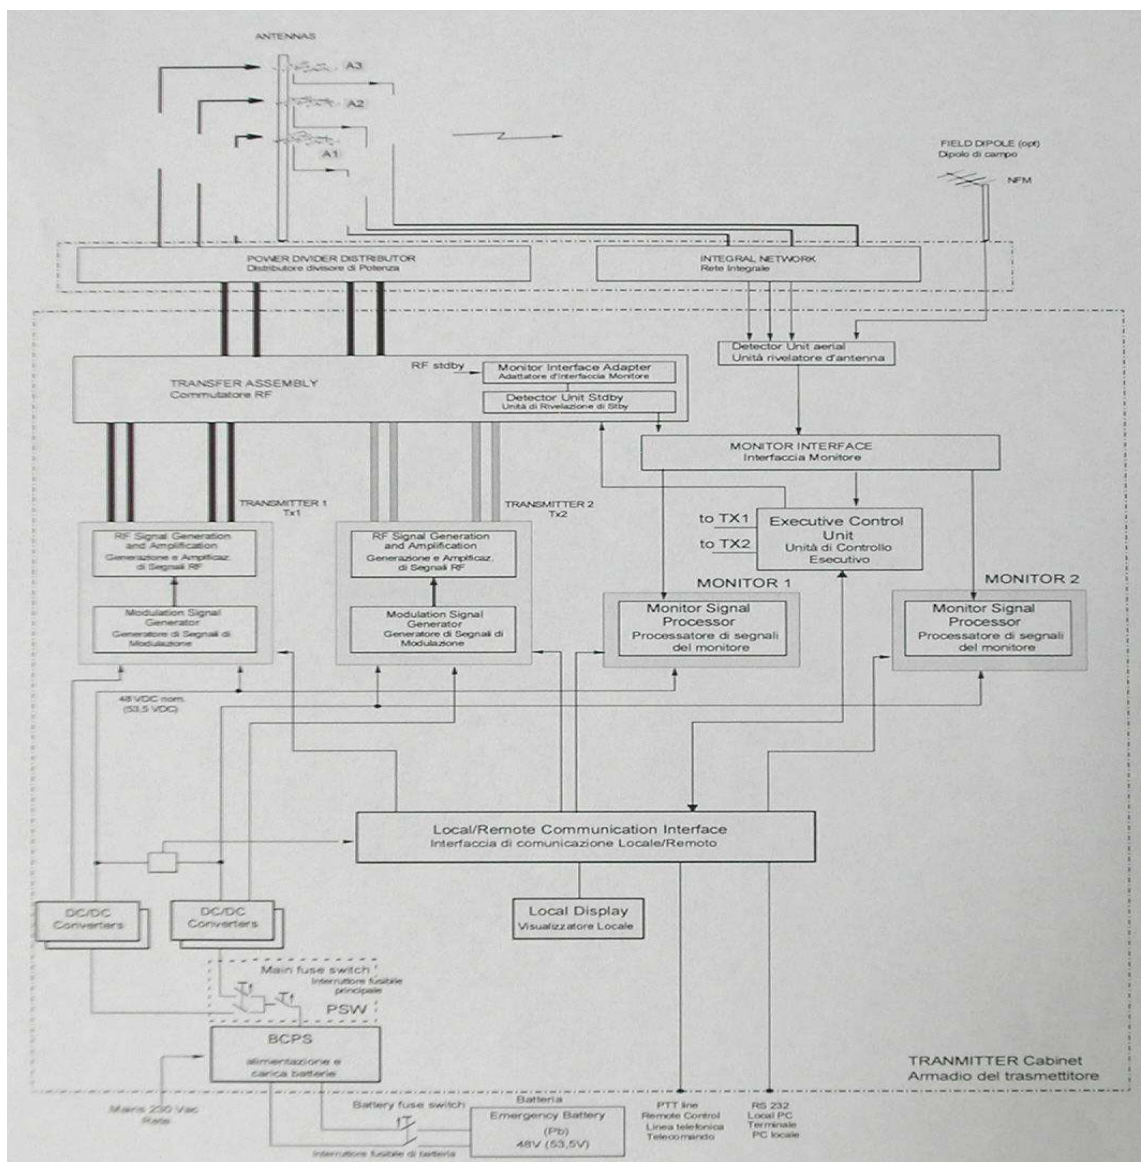 ANTENNAS
A3
A2
A1
FIELD DIPOLE (opt)
Dipolo di campo
NFM
POWER DIVIDER DISTRIBUTOR
Distributore divisore di Potenza
INTEGRAL NETWORK
Rete Integrale
Detector Unit aerial
Unità rivelatore d'antenna
RF stdby
Monitor Interface Adapter
Adattatore d'Interfaccia Monitore
TRANSFER ASSEMBLY
Commutatore RF
Detector Unit Stdby
Unità di Rivelazione di Stby
MONITOR INTERFACE
Interfaccia Monitore
TRANSMITTER 1
Tx1
TRANSMITTER 2
Tx2
RF Signal Generation
and Amplification
Generazione e Amplificaz.
di Segnali RF
RF Signal Generation
and Amplification
Generazione e Amplificaz.
di Segnali RF
to TX1
to TX2
Executive Control
Unit
Unità di Controllo
Esecutivo
MONITOR 1
MONITOR 2
Modulation Signal
Generator
Generatore di Segnali di
Modulazione
Modulation Signal
Generator
Generatore di Segnali di
Modulazione
Monitor Signal
Processor
Processatore di segnali
del monitore
Monitor Signal
Processor
Processatore di segnali
del monitore
48 VDC nom.
(53,5 VDC)
Local/Remote Communication Interface
Interfaccia di comunicazione Locale/Remoto
DC/DC
Converters
DC/DC
Converters
Local Display
Visualizzatore Locale
Main fuse switch
Interruttore fusibile
principale
PSW
BCPS
alimentazione e
carica batterie
TRANMITTER Cabinet
Armadio del trasmettitore
Mains 230 Vac
Rete
Battery fuse switch
Interruttore fusibile di batteria
Batteria
Emergency Battery
(Pb)
48V (53,5V)
PTT line
Remote Control
Linea telefonica
Telecomando
RS 232
Local PC
Terminale
PC locale